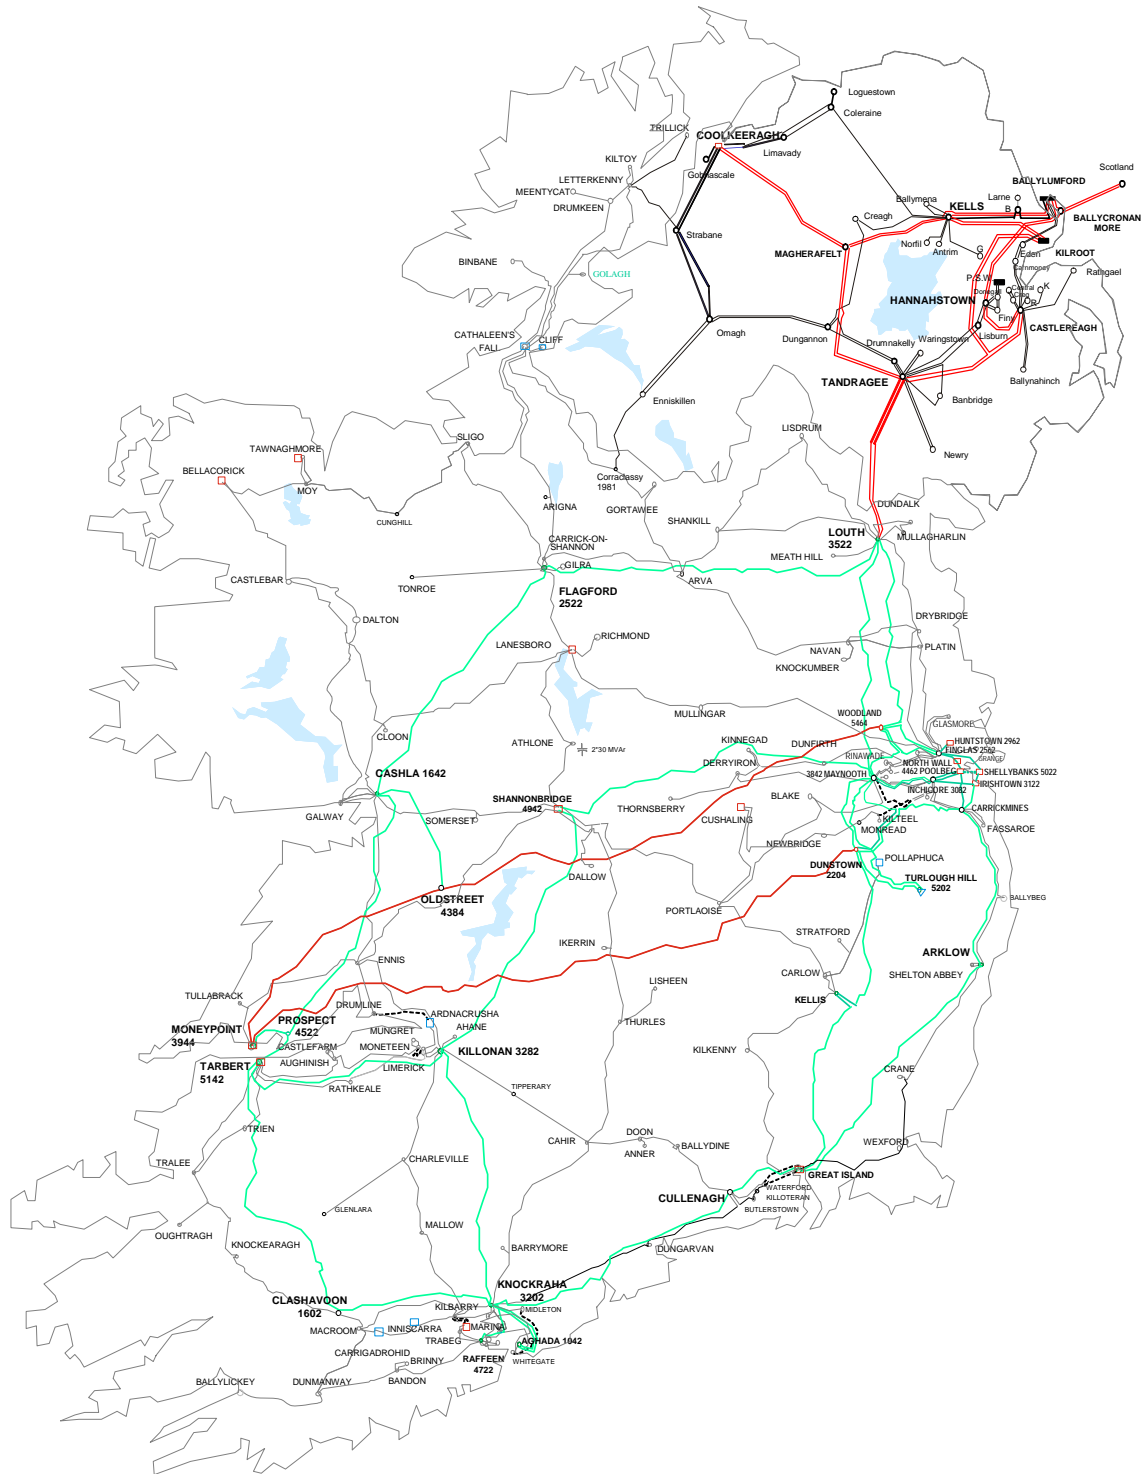 Loguestown
Coleraine
TRILLICK
COOLKEERAGH
Limavady
KILTOY
Scotland
LETTERKENNY
BALLYLUMFORD
MEENTYCAT
DRUMKEEN
Ballymena
Larne
KELLS
B
BALLYCRONAN
MORE
Creagh
Strabane
Norfil
Antrim
G
Eden
KILROOT
MAGHERAFELT
BINBANE
GOLAGH
Carnmoney
Rathgael
P.S.W.
Donegall
Central
Creg
K
R
HANNAHSTOWN
Finy
CASTLEREAGH
CATHALEEN'S
FALL
CLIFF
Omagh
Dungannon
Drumnakelly
Waringstown
Lisburn
Ballynahinch
TANDRAGEE
Enniskillen
Banbridge
LISDRUM
SLIGO
Newry
TAWNAGHMORE
BELLACORICK
Corraclassy
1981
MOY
ARIGNA
GORTAWEE
CUNGHILL
SHANKILL
DUNDALK
LOUTH
3522
MULLAGHARLIN
CARRICK-ON-
SHANNON
GILRA
MEATH HILL
CASTLEBAR
TONROE
ARVA
FLAGFORD
2522
DALTON
DRYBRIDGE
LANESBORO
RICHMOND
NAVAN
PLATIN
KNOCKUMBER
MULLINGAR
WOODLAND
5464
GLASMORE
CLOON
ATHLONE
2*30 MVAr
KINNEGAD
DUNFIRTH
HUNTSTOWN 2962
FINGLAS 2562
GRANGE
DERRYIRON
RINAWADE
NORTH WALL
4462 POOLBEG
SHELLYBANKS 5022
CASHLA 1642
3842 MAYNOOTH
IRISHTOWN 3122
INCHICORE 3082
SHANNONBRIDGE
4942
THORNSBERRY
BLAKE
CUSHALING
GALWAY
SOMERSET
KILTEEL
CARRICKMINES
MONREAD
FASSAROE
NEWBRIDGE
DALLOW
DUNSTOWN
2204
POLLAPHUCA
TURLOUGH HILL
5202
OLDSTREET
4384
BALLYBEG
PORTLAOISE
IKERRIN
STRATFORD
ARKLOW
ENNIS
CARLOW
SHELTON ABBEY
LISHEEN
TULLABRACK
DRUMLINE
KELLIS
ARDNACRUSHA
PROSPECT
4522
MONEYPOINT
3944
MUNGRET
AHANE
THURLES
CASTLEFARM
MONETEEN
KILLONAN 3282
KILKENNY
AUGHINISH
TARBERT
5142
LIMERICK
CRANE
RATHKEALE
TIPPERARY
TRIEN
DOON
CAHIR
ANNER
BALLYDINE
WEXFORD
TRALEE
CHARLEVILLE
GREAT ISLAND
WATERFORD
CULLENAGH
KILLOTERAN
BUTLERSTOWN
GLENLARA
OUGHTRAGH
MALLOW
KNOCKEARAGH
BARRYMORE
DUNGARVAN
KNOCKRAHA
3202
CLASHAVOON
1602
KILBARRY
MIDLETON
MACROOM
INNISCARRA
MARINA
TRABEG
AGHADA 1042
CARRIGADROHID
BRINNY
RAFFEEN
4722
WHITEGATE
BANDON
BALLYLICKEY
DUNMANWAY